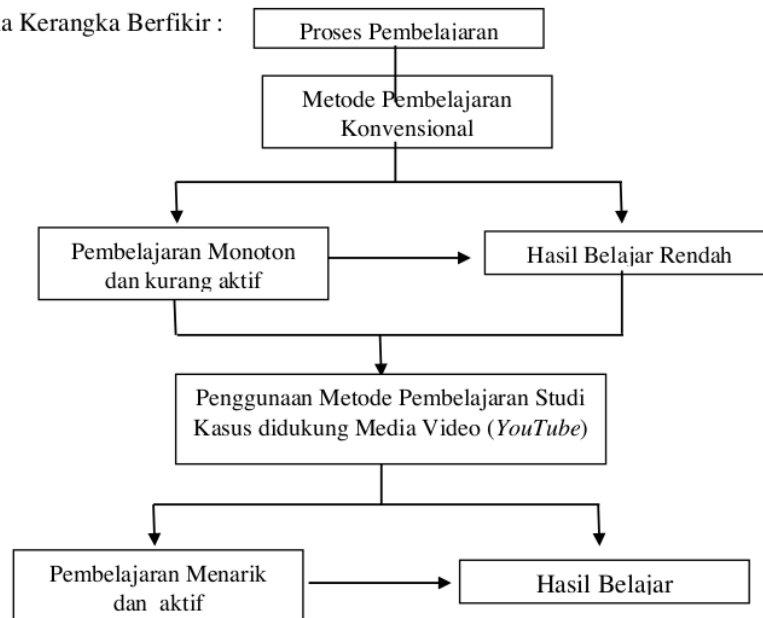 a Kerangka Berfikir :
Proses Pembelajaran
Metode Pembelajaran
Konvensional
Pembelajaran Monoton
dan kurang aktif
Hasil Belajar Rendah
Penggunaan Metode Pembelajaran Studi
Kasus didukung Media Video (YouTube)
Pembelajaran Menarik
dan aktif
Hasil Belajar